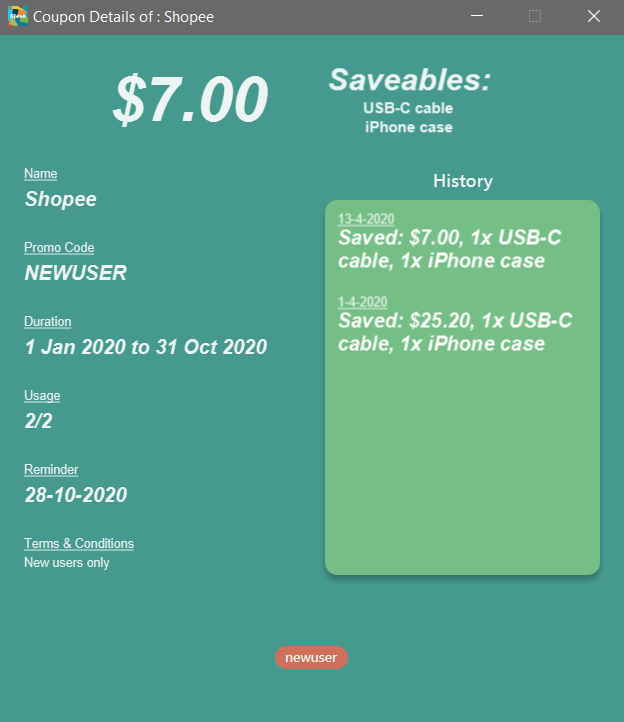 Coupon Details of : Shopee
$7.00
Saveables:
USB-C cable
iPhone case
Name
Shopee
Promo Code
NEWUSER
Duration
1 Jan 2020 to 31 Oct 2020
Usage
2/2
Reminder
28-10-2020
Terms & Conditions
New users only
History
13-4-2020
Saved: $7.00, 1x USB-C
cable, 1x iPhone case
1-4-2020
Saved: $25.20, 1x USB-C
cable, 1x iPhone case
newuser